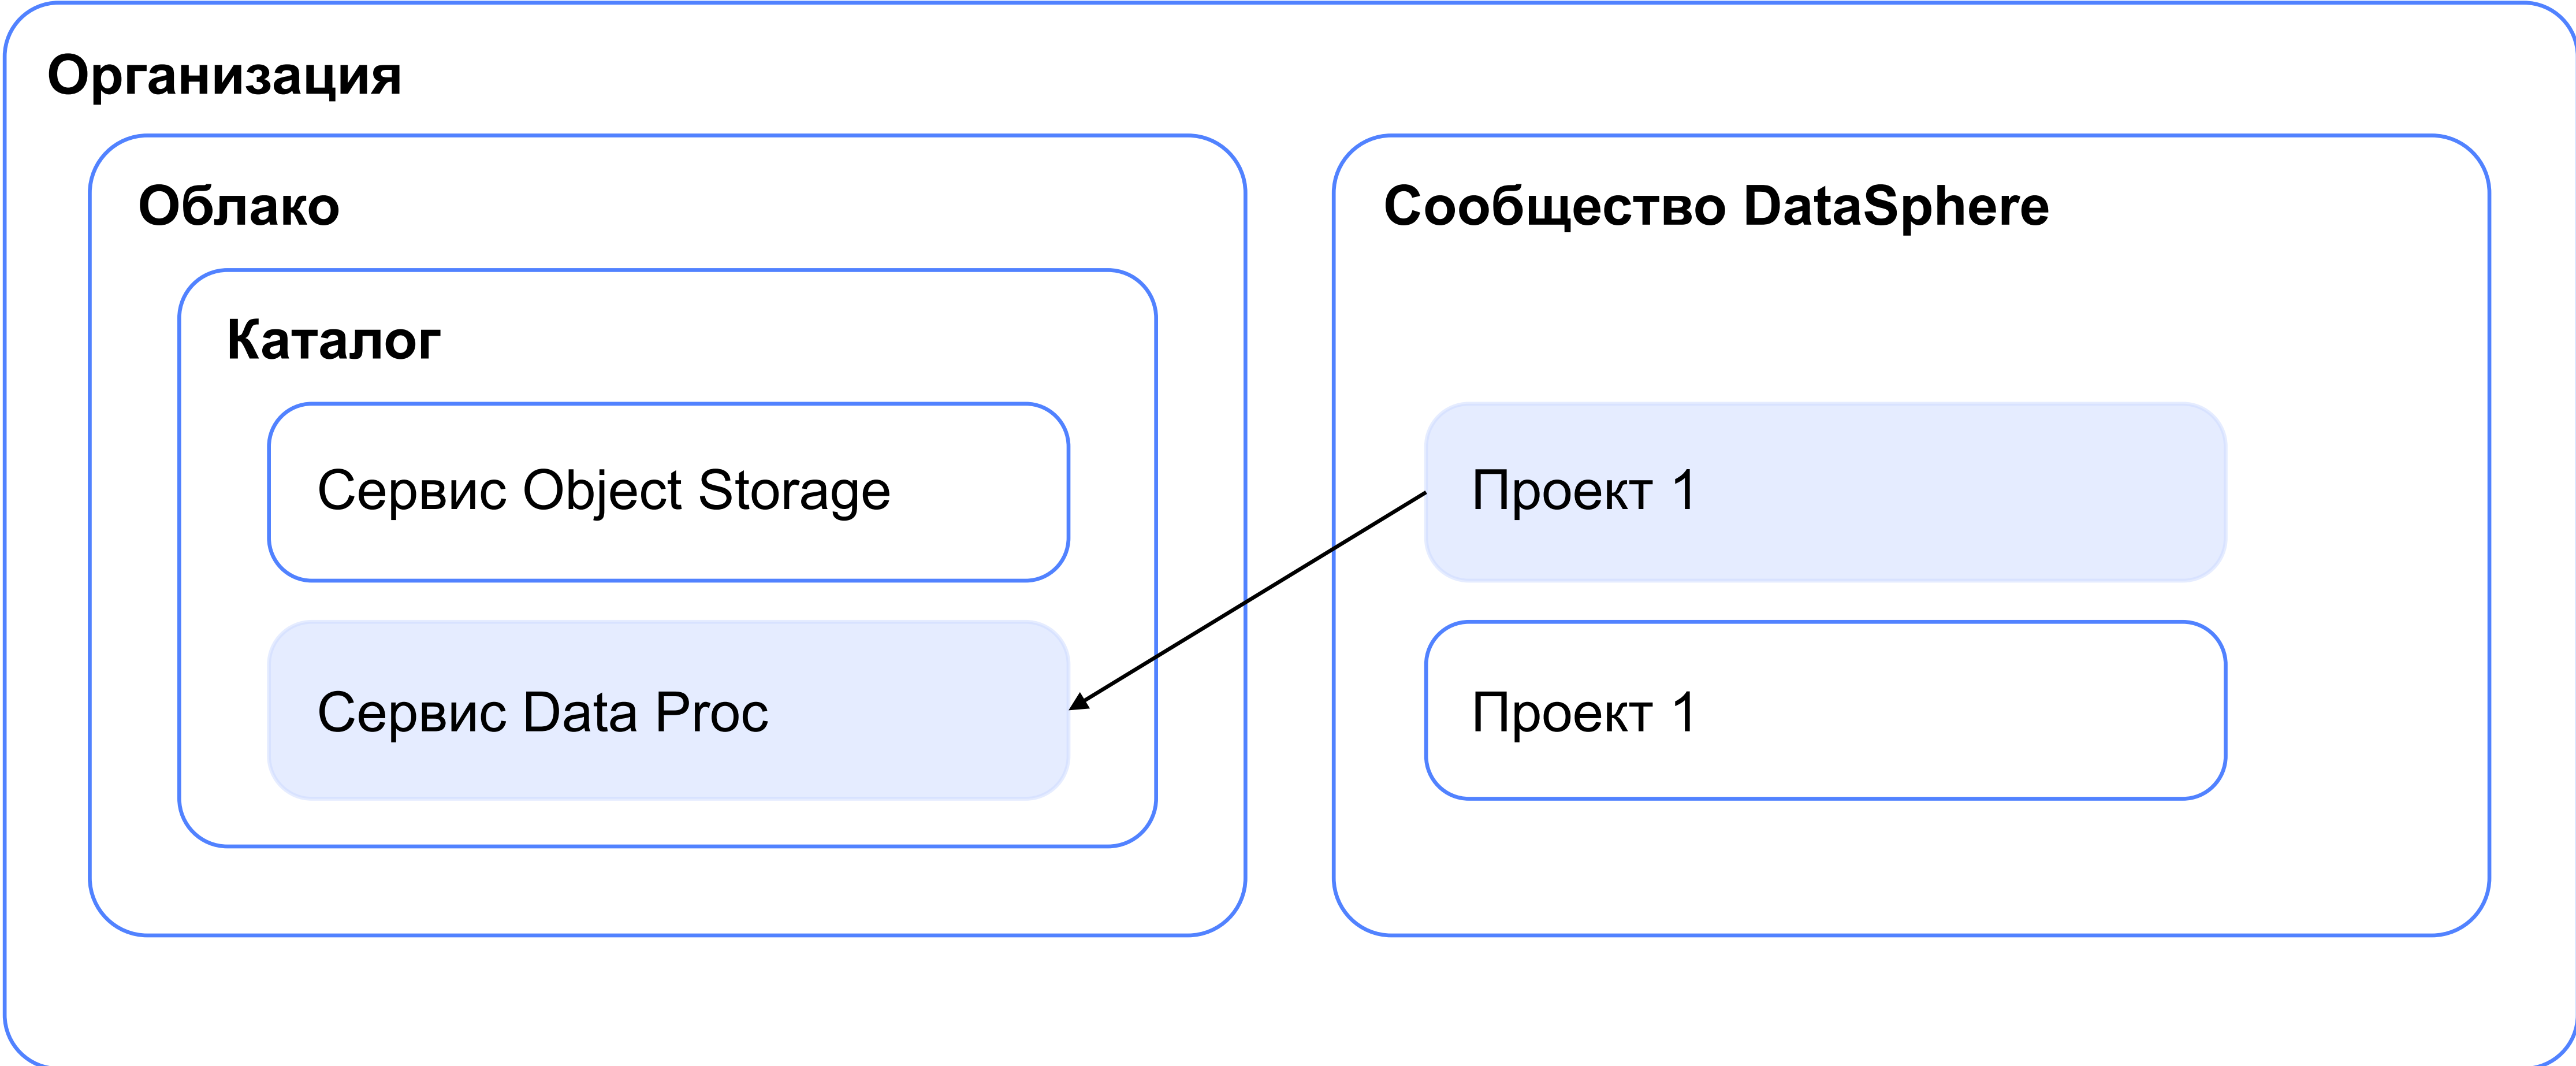 Организация
Облако
Каталог
Сервис Object Storage
Сервис Data Proc
Сообщество DataSphere
Проект 1
Проект 1